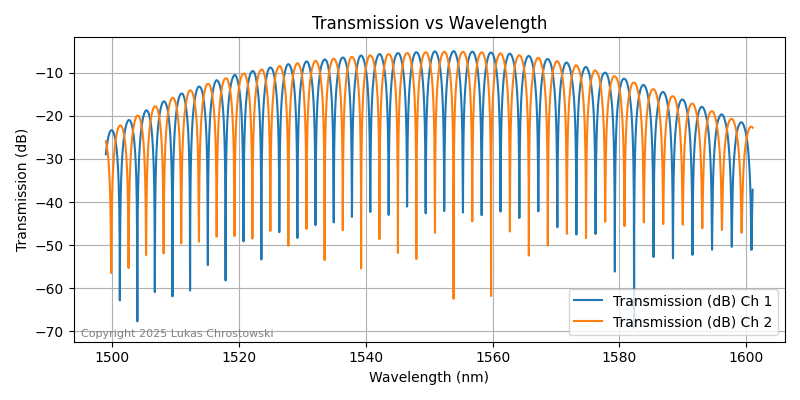 Transmission vs Wavelength
Transmission (dB)
−10
−20
−30
−40
−50
−60
−70
Copyright 2025 Lukas Chrostowski
Transmission (dB) Ch 1
Transmission (dB) Ch 2
1500 1520 1540 1560 1580 1600
Wavelength (nm)